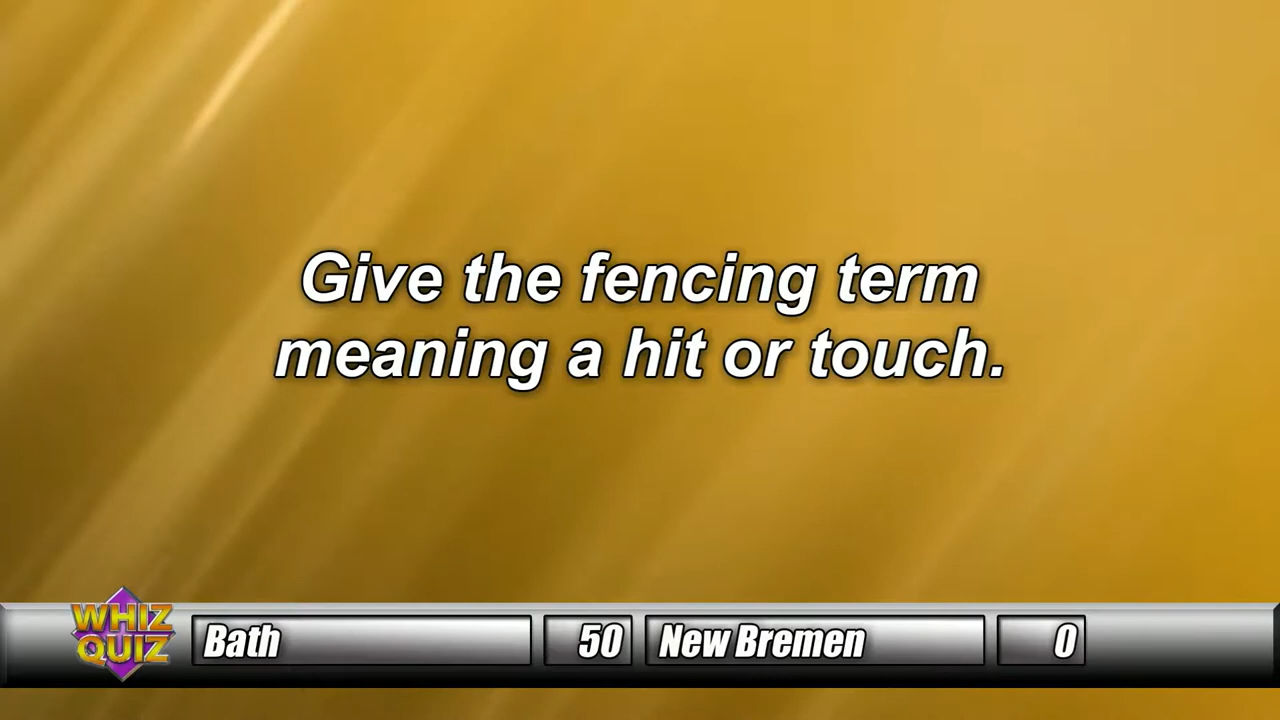 Give the fencing term
meaning a hit or touch.
WHIZ
QUIZ
Bath 50 New Bremen 0